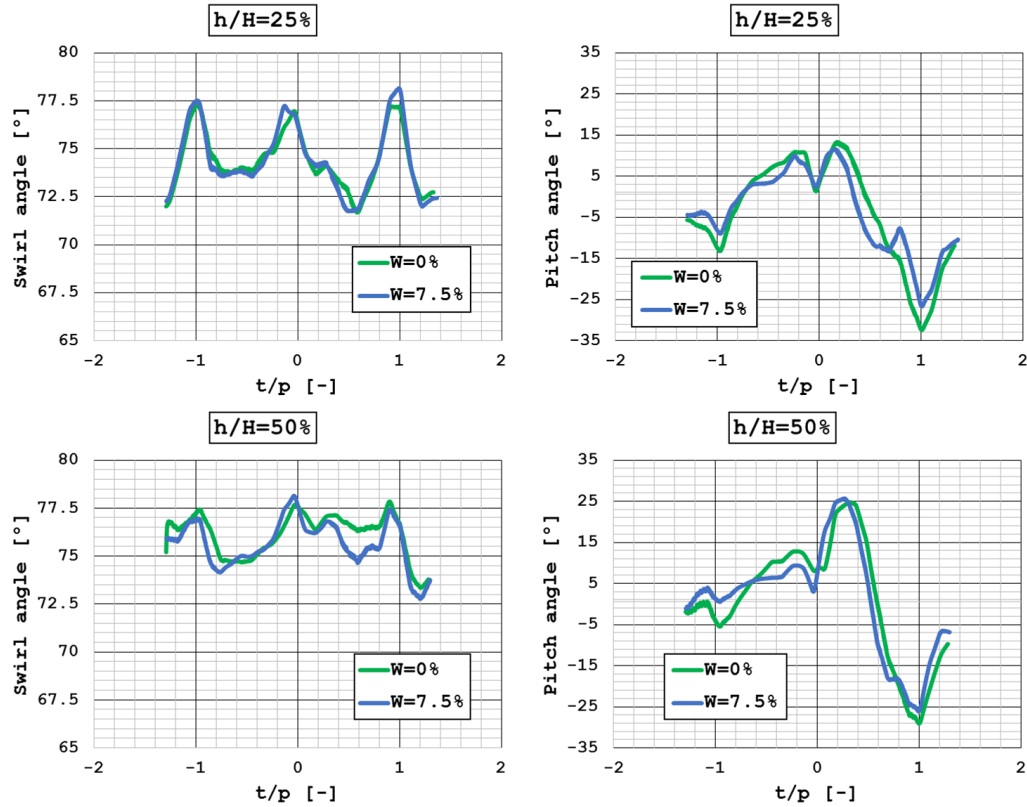 h/H=25%
80
77.5
75
72.5
70
67.5
65
Swirl angle [°]
W=0%
W=7.5%
-2
-1
0
1
2
t/p [-]
h/H=25%
35
25
15
5
-5
-15
-25
-35
Pitch angle [°]
W=0%
W=7.5%
-2
-1
0
1
2
t/p [-]
h/H=50%
80
77.5
75
72.5
70
67.5
65
Swirl angle [°]
W=0%
W=7.5%
-2
-1
0
1
2
t/p [-]
h/H=50%
35
25
15
5
-5
-15
-25
-35
Pitch angle [°]
W=0%
W=7.5%
-2
-1
0
1
2
t/p [-]